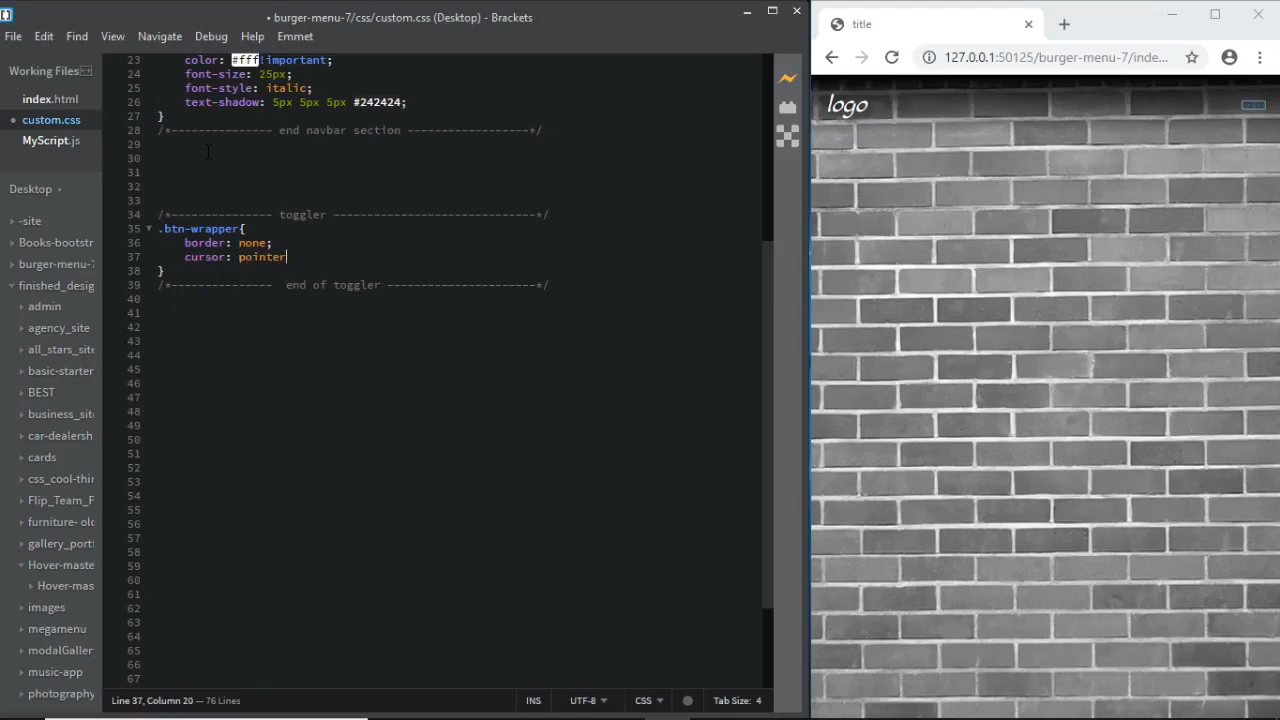 • burger-menu-7/css/custom.css (Desktop) - Brackets
File Edit Find View Navigate Debug Help Emmet
Working Files
index.html
• custom.css
MyScript.js
Desktop
-site
Books-bootstr
burger-menu-7
finished_desig
admin
agency_site
all_stars_site
basic-starter
BEST
business_site
car-dealersh
cards
css_cool-thin
Flip_Team_F
furniture- old
gallery_portf
Hover-maste
Hover-mas
images
megamenu
modalGaller
music-app
photography
23 color: #fff!important;
24 font-size: 25px;
25 font-style: italic;
26 text-shadow: 5px 5px 5px #242424;
27 }
28 /*--------------- end navbar section ------------------*/
29
30
31
32
33
34 /*--------------- toggler ------------------------------*/
35 .btn-wrapper{
36 border: none;
37 cursor: pointer
38 }
39 /*---------------  end of toggler ----------------------*/
40
41
42
43
44
45
46
47
48
49
50
51
52
53
54
55
56
57
58
59
60
61
62
63
64
65
66
67
Line 37, Column 20 — 76 Lines
INS UTF-8 CSS Tab Size: 4
title
127.0.0.1:50125/burger-menu-7/inde...
logo